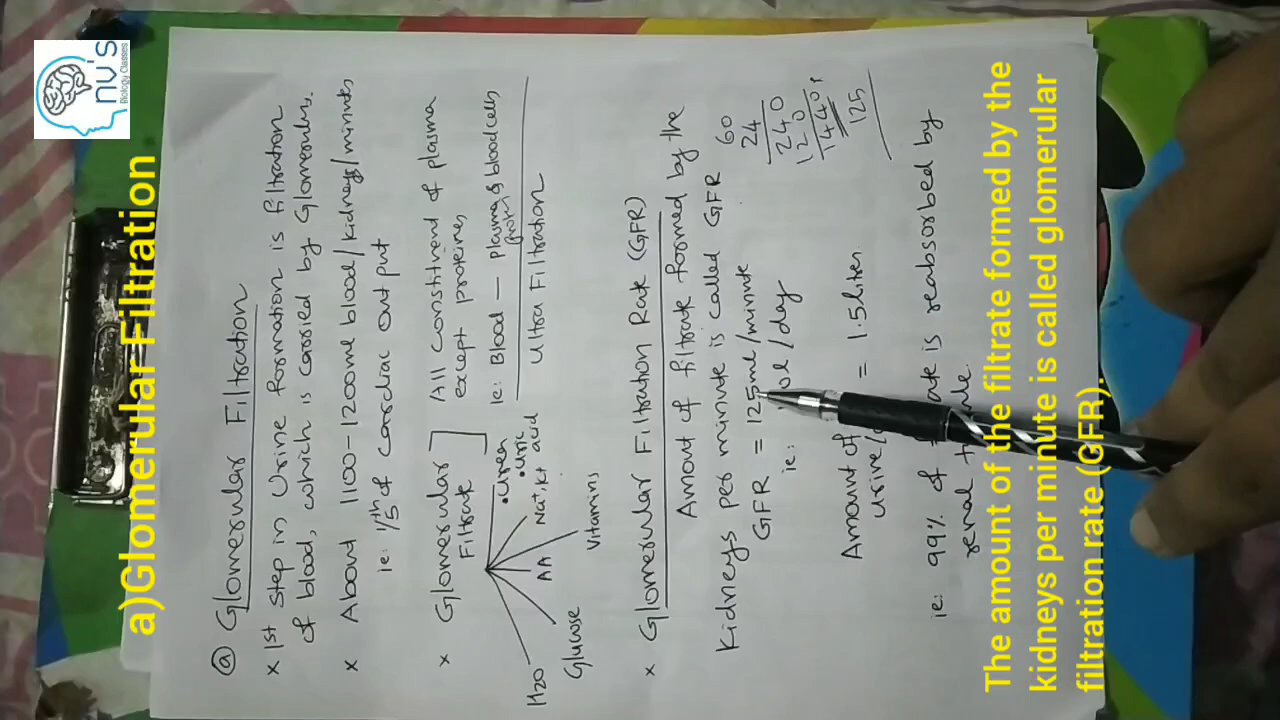 nv's
Biology Classes
a)Glomerular Filtration
ⓐ Glomerular Filtration
x 1st step in Urine formation is filtration
of blood, which is carried by Glomerulus.
x About 1100-1200ml blood/kidneys/minutes
ie: 1/5th of Cardiac out put
x Glomerular Filtrate
All constituent of plasma
except proteins
ie: Blood — plasma protein & blood cells
Ultra Filtration
H2O
Glucose
AA
Vitamins
Na+, K+
•Urea
•Uric acid
x Glomerular Filtration Rate (GFR)
Amount of filtrate formed by the
Kidneys per minute is called GFR
GFR = 125ml/minute
ie: /day
60
24
240
120
1440
125
Amount of
urine/ = 1.5 liter
ie: 99% of is reabsorbed by
renal
The amount of the filtrate formed by the
kidneys per minute is called glomerular
filtration rate (GFR).